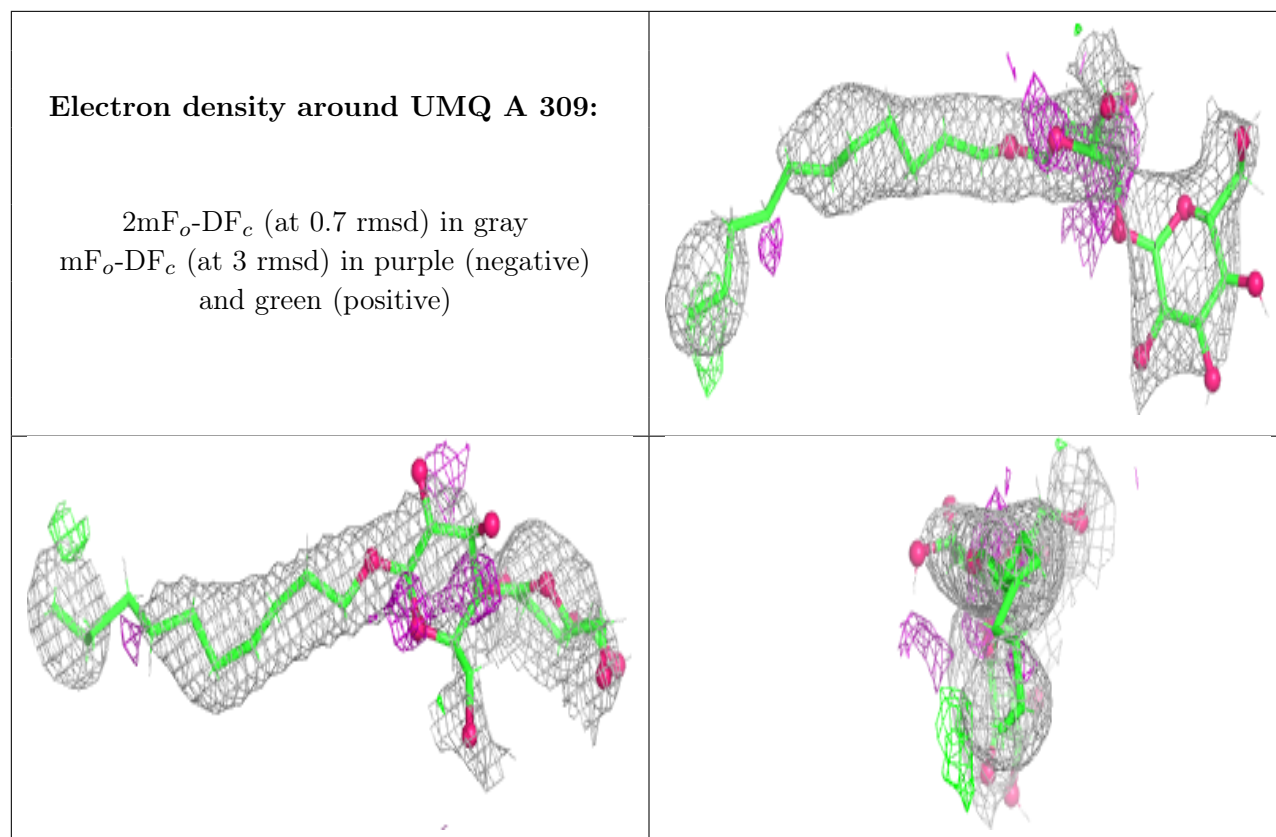 Electron density around UMQ A 309:
2mFo-DFc (at 0.7 rmsd) in gray
mFo-DFc (at 3 rmsd) in purple (negative)
and green (positive)